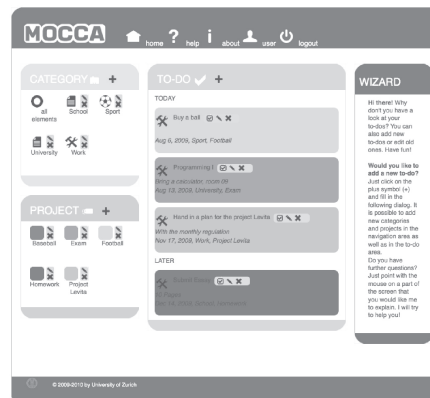 MOCCA
home ? help i about user logout
CATEGORY +
all elements
School
Sport
University
Work
PROJECT +
Baseball
Exam
Football
Homework
Project Levita
TO-DO +
TODAY
Buy a ball
Aug 6, 2009, Sport, Football
Programming I
Bring a calculator, room 09
Aug 13, 2009, University, Exam
Hand in a plan for the project Levita
With the monthly regulation
Nov 17, 2009, Work, Project Levita
LATER
WIZARD
Hi there! Why
don't you have a
look at your
to-dos? You can
also add new
to-dos or edit old
ones. Have fun!
Would you like to
add a new to-do?
Just click on the
plus symbol (+)
and fill in the
following dialog. It
is possible to add
new categories
and projects in the
navigation area as
well as in the to-do
area.
Do you have
further questions?
Just point with the
mouse on a part of
the screen that
you would like me
to explain. I will try
to help you!
© 2009-2010 by University of Zurich